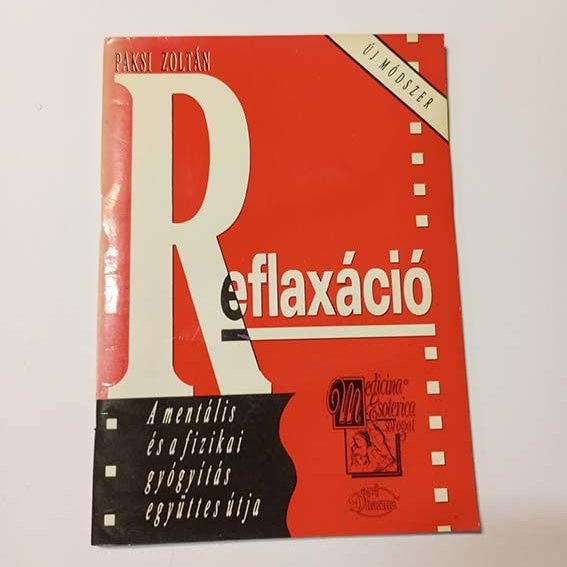 PAKSI ZOLTÁN
ÚJ MÓDSZER
Reflaxáció
A mentális
és a fizikai
gyógyítás
együttes útja
Medicina
Esoterica
sorozat